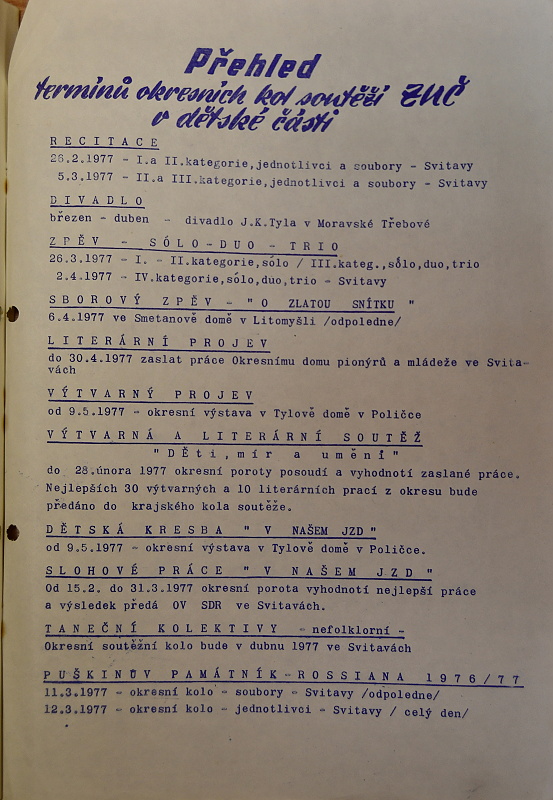 Přehled
termínů okresních kol soutěží ZUČ
v dětské části
RECITACE
26.2.1977 - I.a II.kategorie,jednotlivci a soubory - Svitavy
5.3.1977 - II.a III.kategorie,jednotlivci a soubory - Svitavy
DIVADLO
březen - duben - divadlo J.K.Tyla v Moravské Třebové
ZPĚV - SÓLO-DUO - TRIO
26.3.1977 - I. - II.kategorie,sólo / III.kateg.,sólo,duo,trio
2.4.1977 - IV.kategorie,sólo,duo,trio - Svitavy
SBOROVÝ ZPĚV - "O ZLATOU SNÍTKU "
6.4.1977 ve Smetanově domě v Litomyšli /odpoledne/
LITERÁRNÍ PROJEV
do 30.4.1977 zaslat práce Okresnímu domu pionýrů a mládeže ve Svita-
vách
VÝTVARNÝ PROJEV
od 9.5.1977 - okresní výstava v Tylově domě v Poličce
VÝTVARNÁ A LITERÁRNÍ SOUTĚŽ
"Děti,mír a umění"
do 28.února 1977 okresní poroty posoudí a vyhodnotí zaslané práce.
Nejlepších 30 výtvarných a 10 literárních prací z okresu bude
předáno do krajského kola soutěže.
DĚTSKÁ KRESBA " V NAŠEM JZD "
od 9.5.1977 - okresní výstava v Tylově domě v Poličce.
SLOHOVÉ PRÁCE " V NAŠEM JZD "
Od 15.2. do 31.3.1977 okresní porota vyhodnotí nejlepší práce
a výsledek předá OV SDR ve Svitavách.
TANEČNÍ KOLEKTIVY - nefolklorní -
Okresní soutěžní kolo bude v dubnu 1977 ve Svitavách
PUŠKINŮV PAMÁTNÍK-ROSSIANA 1976/77
11.3.1977 - okresní kolo - soubory - Svitavy /odpoledne/
12.3.1977 - okresní kolo - jednotlivci - Svitavy / celý den/